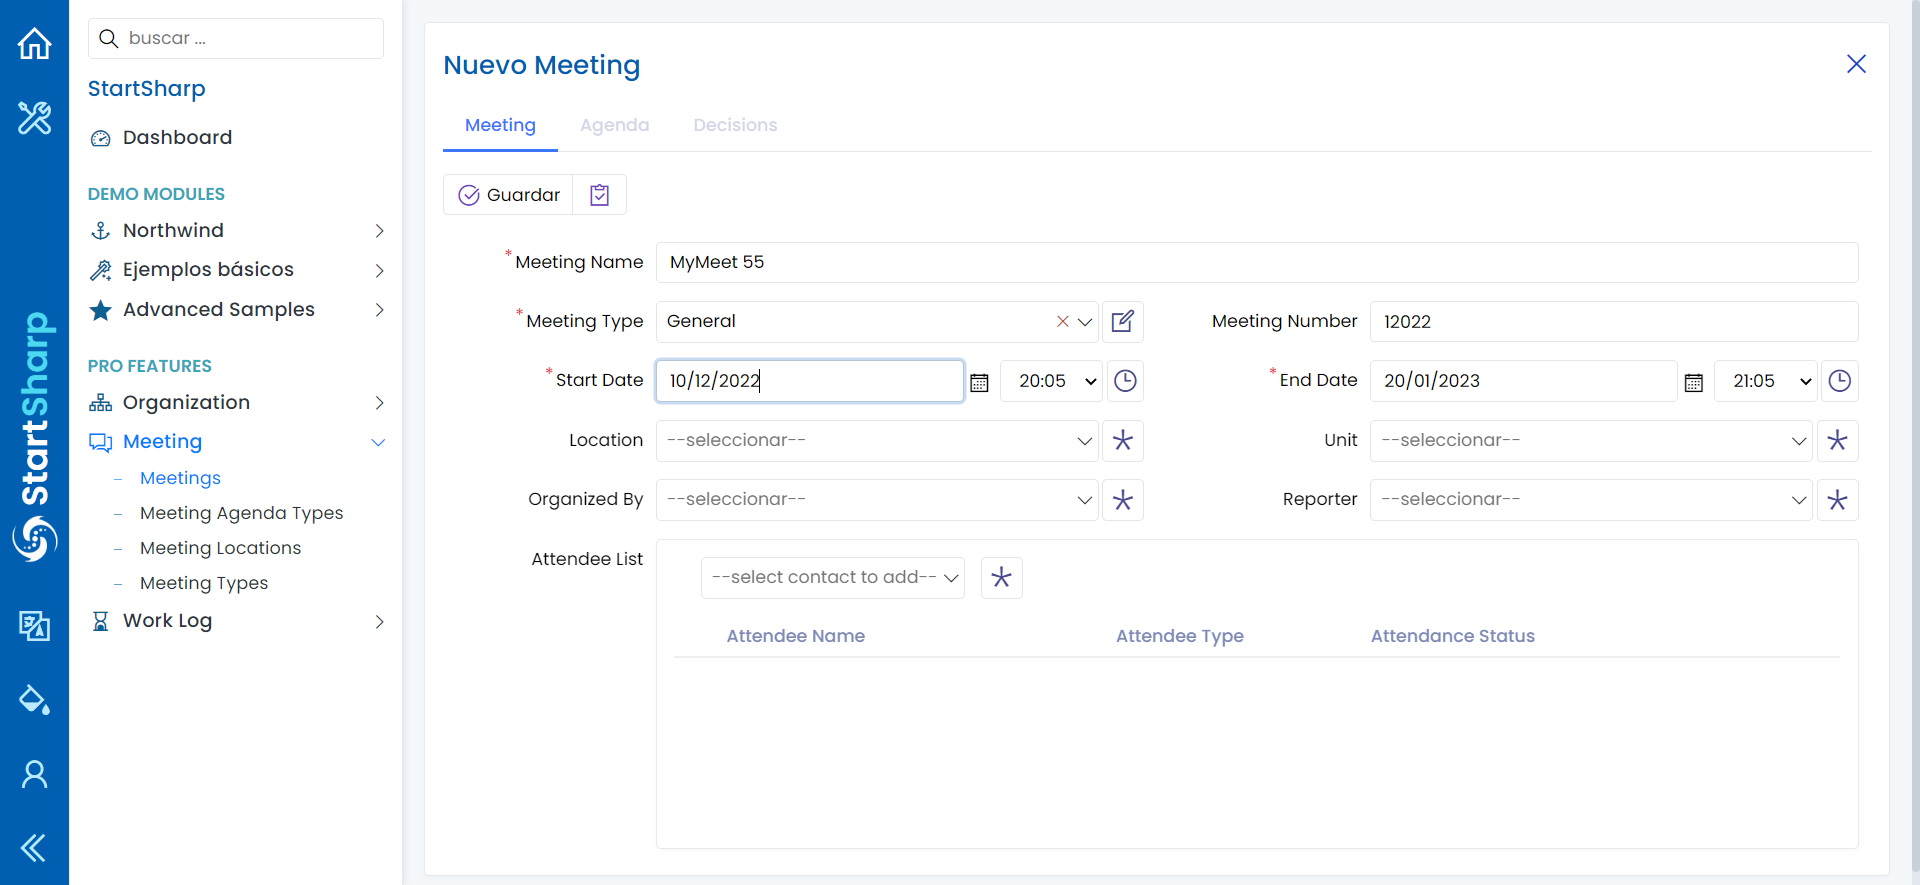 buscar ...
StartSharp
Dashboard
DEMO MODULES
Northwind
Ejemplos básicos
Advanced Samples
PRO FEATURES
Organization
Meeting
Meetings
Meeting Agenda Types
Meeting Locations
Meeting Types
Work Log
StartSharp
Nuevo Meeting
Meeting Agenda Decisions
Guardar
*Meeting Name MyMeet 55
*Meeting Type General Meeting Number 12022
*Start Date 10/12/2022 20:05 *End Date 20/01/2023 21:05
Location --seleccionar-- Unit --seleccionar--
Organized By --seleccionar-- Reporter --seleccionar--
Attendee List
--select contact to add--
Attendee Name Attendee Type Attendance Status